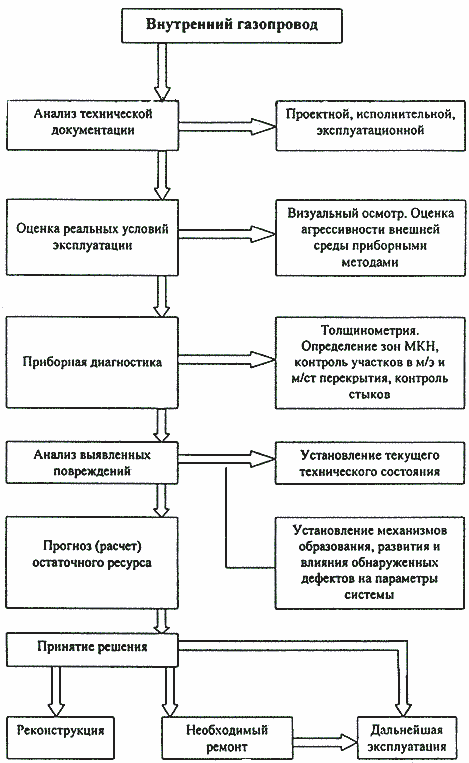 Внутренний газопровод
Анализ технической
документации
Проектной, исполнительной,
эксплуатационной
Оценка реальных условий
эксплуатации
Визуальный осмотр. Оценка
агрессивности внешней
среды приборными
методами
Приборная диагностика
Толщинометрия.
Определение зон МКН,
контроль участков в м/э и
м/ст перекрытия, контроль
стыков
Анализ выявленных
повреждений
Установление текущего
технического состояния
Прогноз (расчет)
остаточного ресурса
Установление механизмов
образования, развития и
влияния обнаруженных
дефектов на параметры
системы
Принятие решения
Реконструкция
Необходимый
ремонт
Дальнейшая
эксплуатация